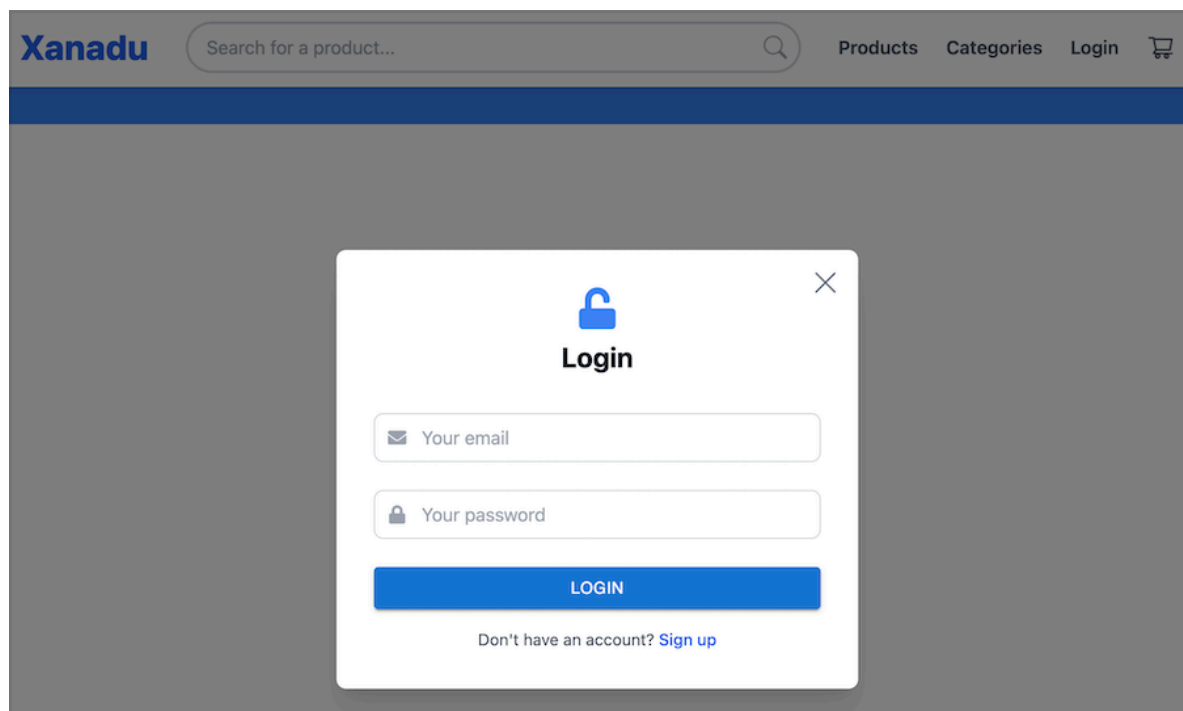 Xanadu Search for a product... Products Categories Login
Login
Your email
Your password
LOGIN
Don't have an account? Sign up